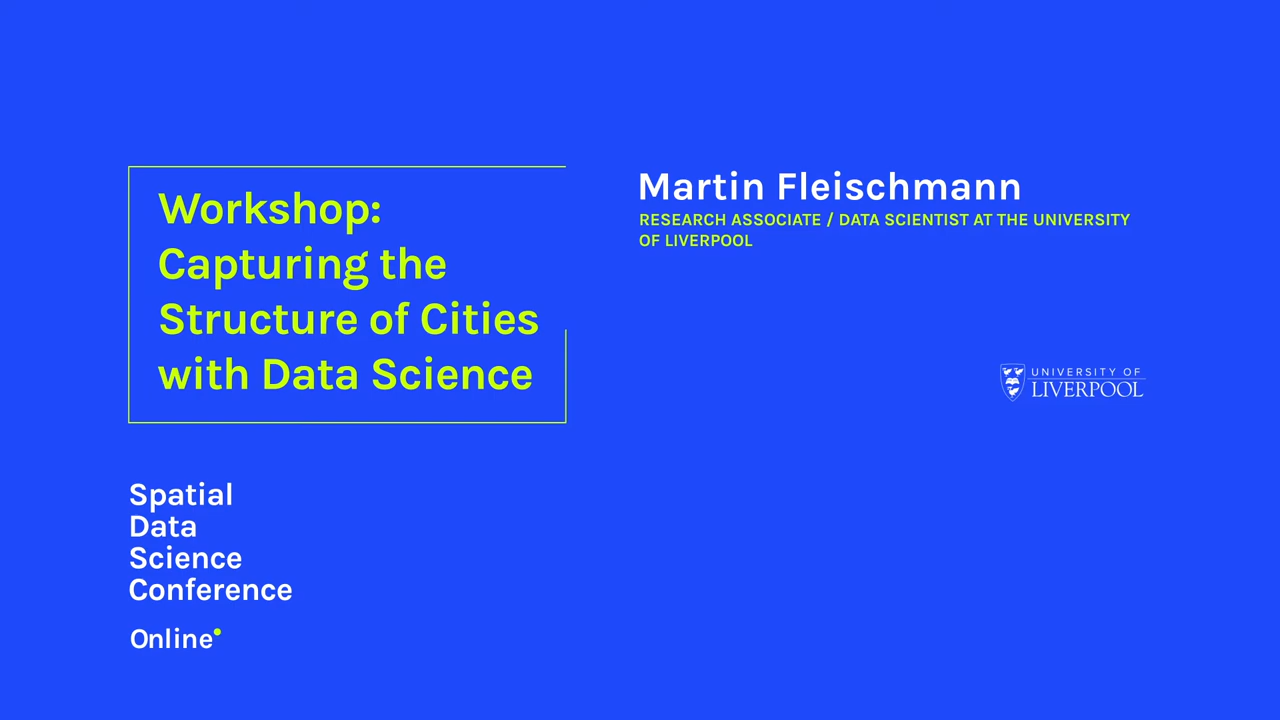 Workshop:
Capturing the
Structure of Cities
with Data Science
Martin Fleischmann
RESEARCH ASSOCIATE / DATA SCIENTIST AT THE UNIVERSITY
OF LIVERPOOL
UNIVERSITY OF
LIVERPOOL
Spatial
Data
Science
Conference
Online